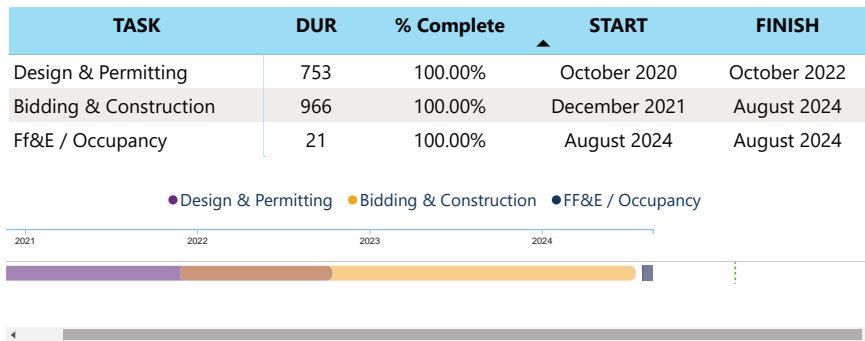 TASK DUR % Complete START FINISH
Design & Permitting 753 100.00% October 2020 October 2022
Bidding & Construction 966 100.00% December 2021 August 2024
Ff&E / Occupancy 21 100.00% August 2024 August 2024
Design & Permitting Bidding & Construction FF&E / Occupancy
2021 2022 2023 2024